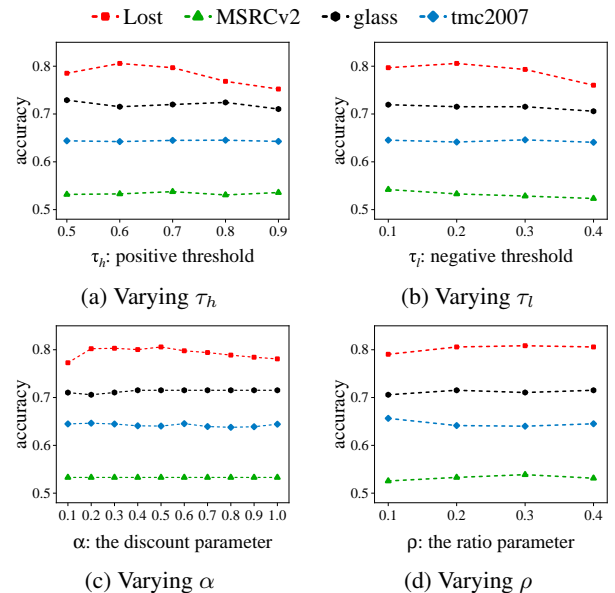 Lost MSRCv2 glass tmc2007
accuracy
0.8
0.7
0.6
0.5
0.5 0.6 0.7 0.8 0.9
τh: positive threshold
(a) Varying τh
accuracy
0.8
0.7
0.6
0.5
0.1 0.2 0.3 0.4
τl: negative threshold
(b) Varying τl
accuracy
0.8
0.7
0.6
0.5
0.1 0.2 0.3 0.4 0.5 0.6 0.7 0.8 0.9 1.0
α: the discount parameter
(c) Varying α
accuracy
0.8
0.7
0.6
0.5
0.1 0.2 0.3 0.4
ρ: the ratio parameter
(d) Varying ρ